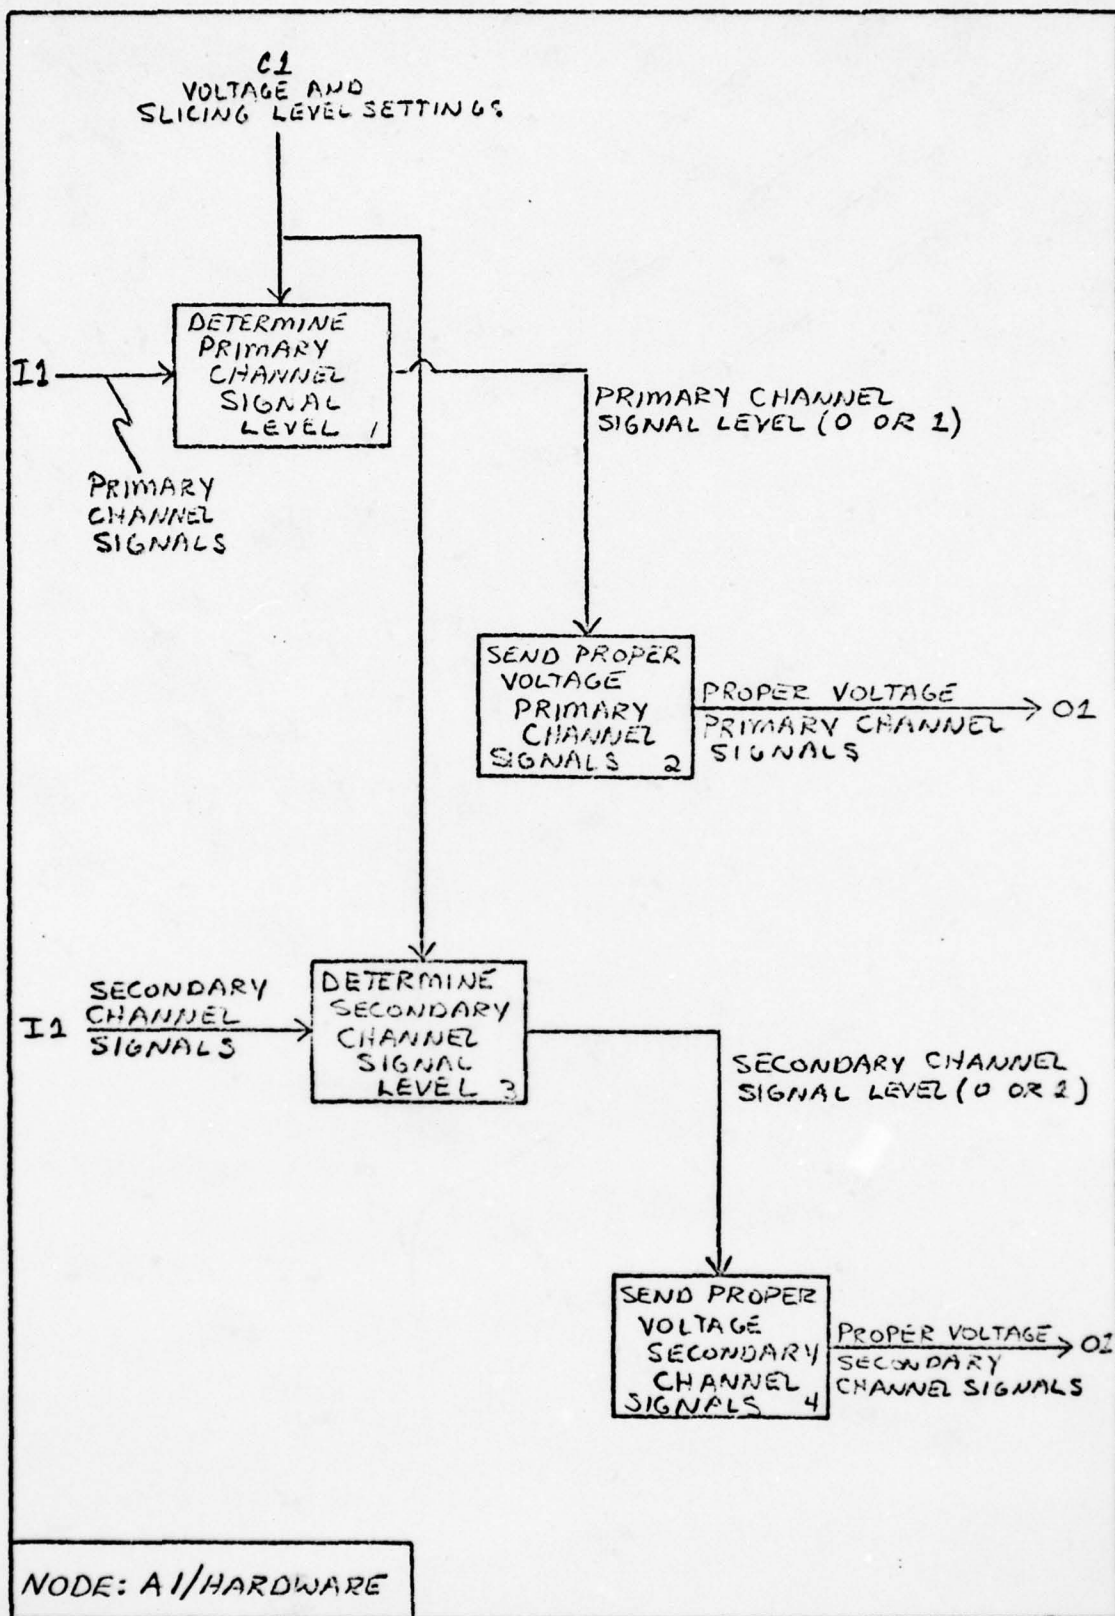 C1
VOLTAGE AND
SLICING LEVEL SETTINGS
DETERMINE
PRIMARY
CHANNEL
SIGNAL
LEVEL 1
I1
PRIMARY
CHANNEL
SIGNALS
PRIMARY CHANNEL
SIGNAL LEVEL (0 OR 1)
SEND PROPER
VOLTAGE
PRIMARY
CHANNEL
SIGNALS 2
PROPER VOLTAGE
PRIMARY CHANNEL
SIGNALS
O1
I1
SECONDARY
CHANNEL
SIGNALS
DETERMINE
SECONDARY
CHANNEL
SIGNAL
LEVEL 3
SECONDARY CHANNEL
SIGNAL LEVEL (0 OR 1)
SEND PROPER
VOLTAGE
SECONDARY
CHANNEL
SIGNALS 4
PROPER VOLTAGE
SECONDARY
CHANNEL SIGNALS
O1
NODE: A1/HARDWARE